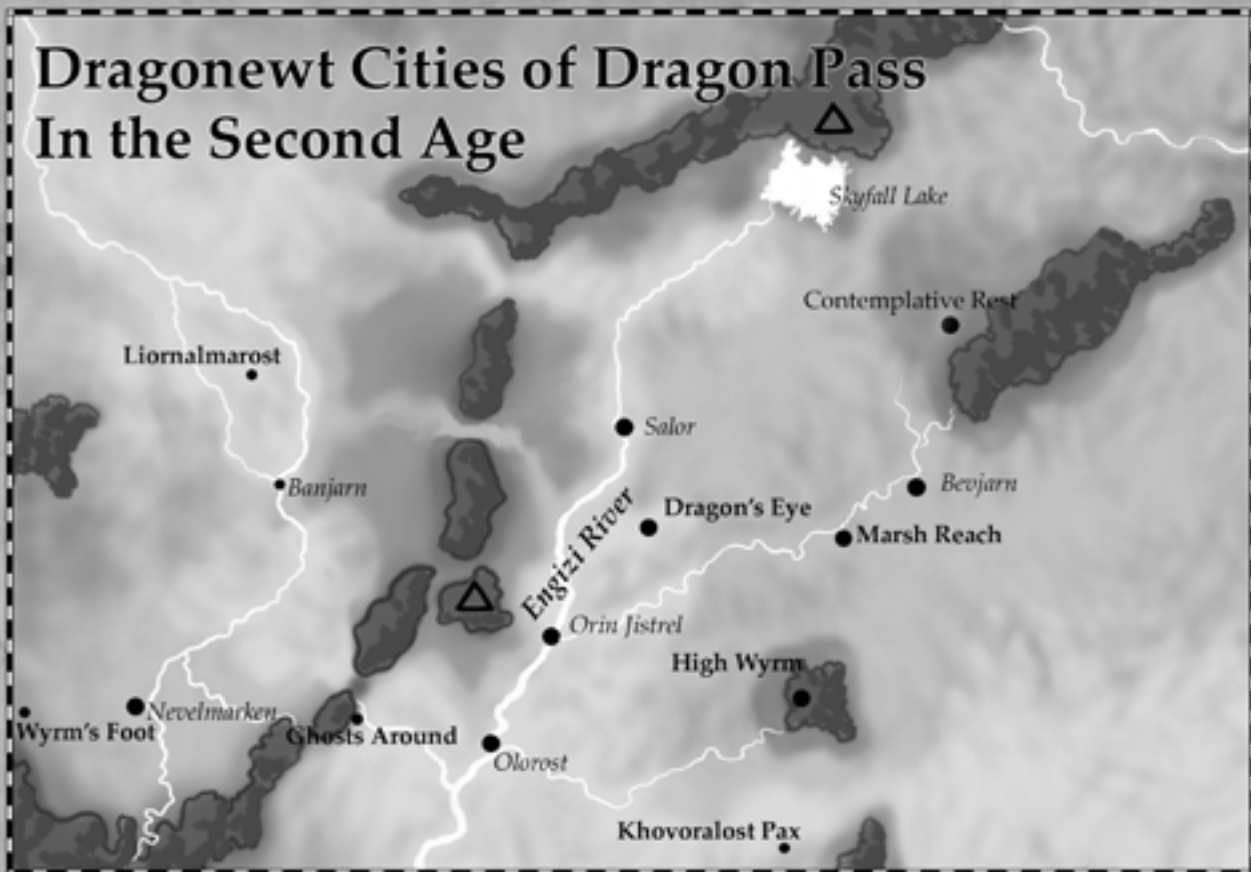 Dragonewt Cities of Dragon Pass
In the Second Age
Skyfall Lake
Contemplative Rest
Liornalmarost
Salor
Banjarn
Bevjarn
Dragon's Eye
Marsh Reach
Engizi River
Orin Jistrel
High Wyrm
Nevelmarken
Wyrm's Foot
Ghosts Around
Olorost
Khovoralost Pax